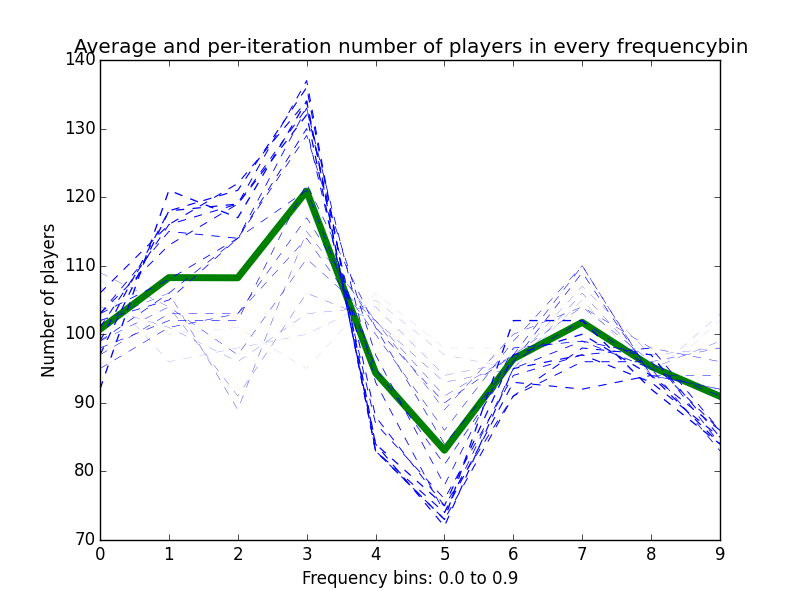 Average and per-iteration number of players in every frequencybin
140
130
120
110
100
90
80
70
Number of players
0 1 2 3 4 5 6 7 8 9
Frequency bins: 0.0 to 0.9